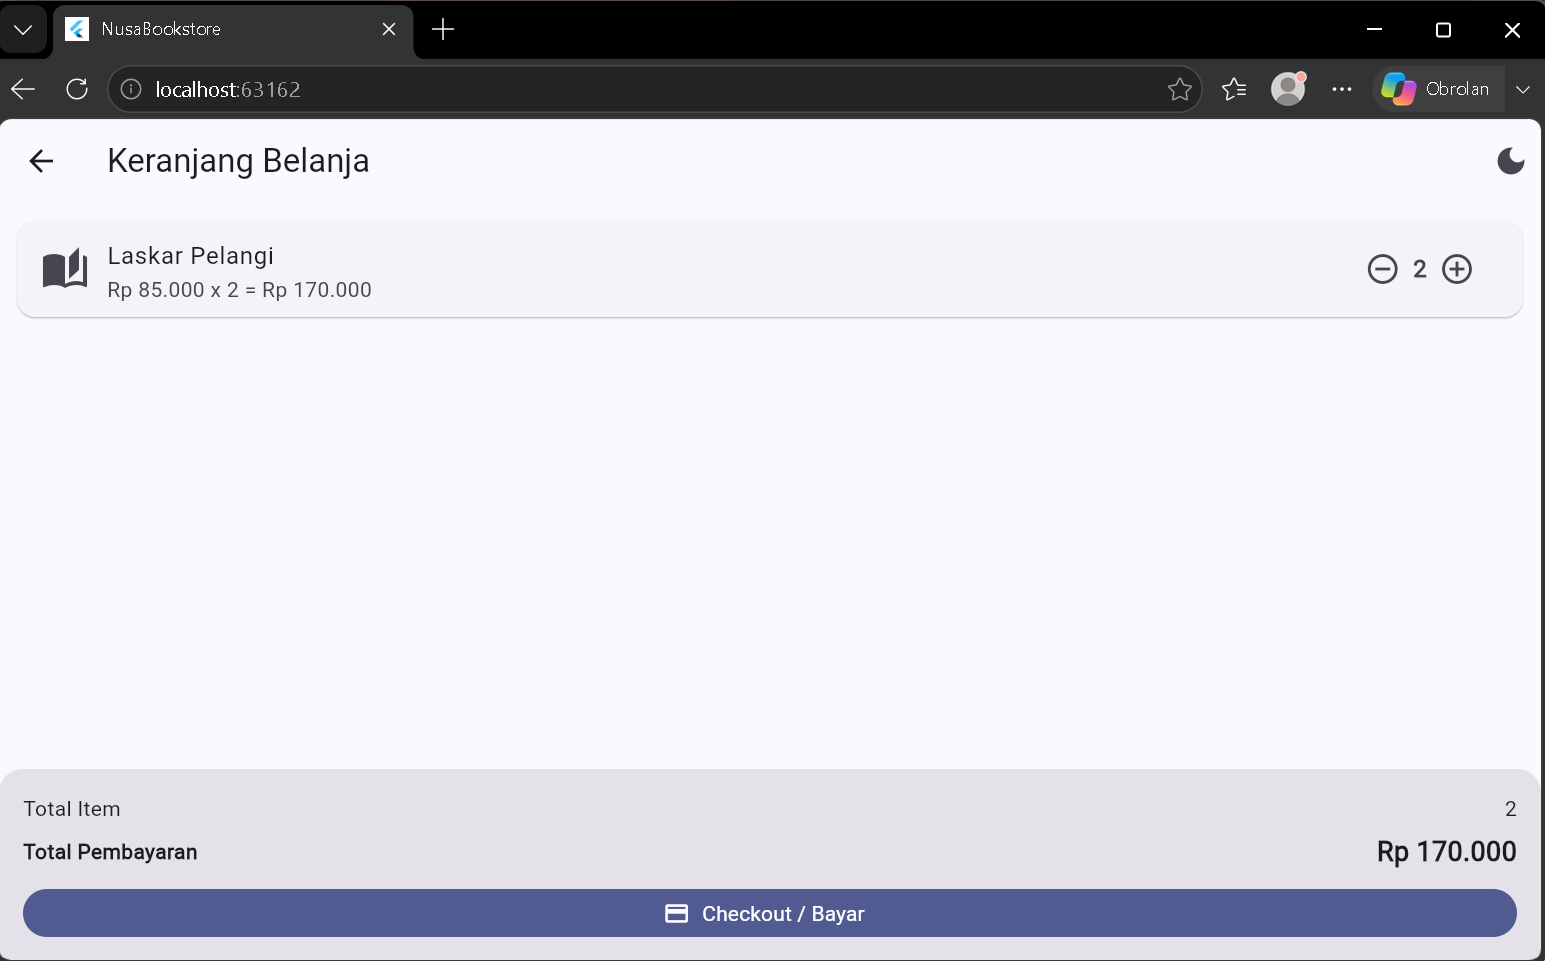 NusaBookstore
localhost:63162
Obrolan
Keranjang Belanja
Laskar Pelangi
Rp 85.000 x 2 = Rp 170.000
2
Total Item
2
Total Pembayaran
Rp 170.000
Checkout / Bayar